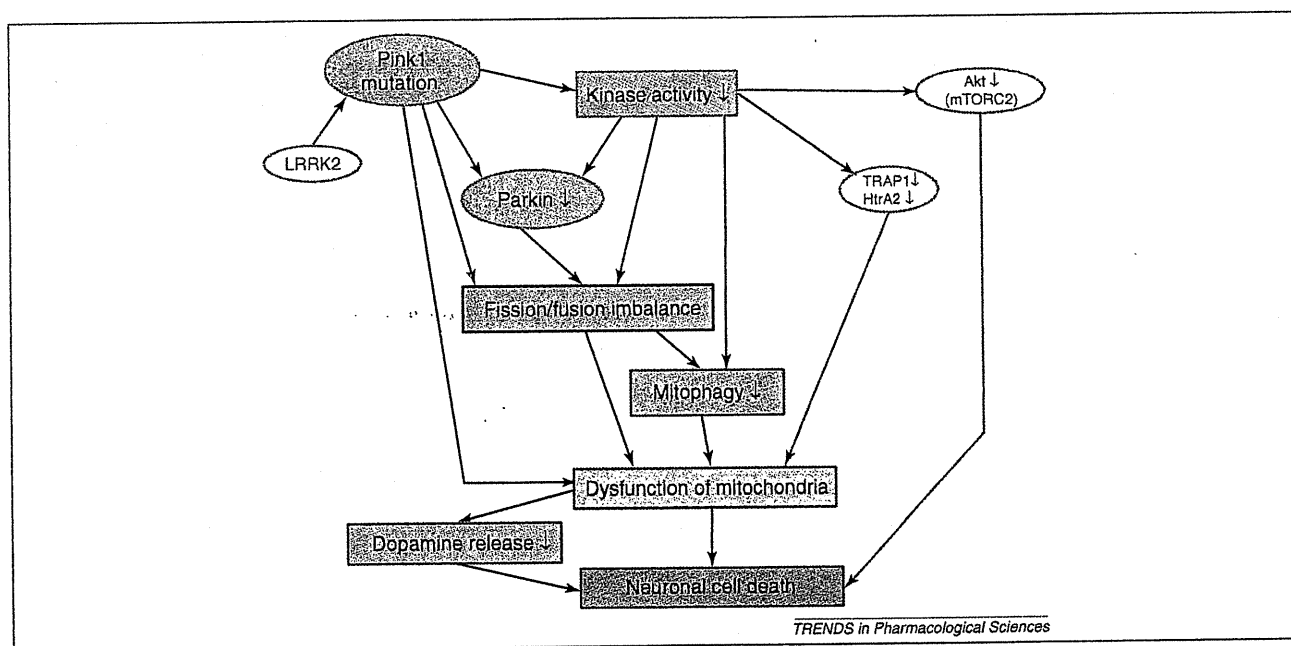 Pink1
mutation
Kinase activity ↓
Akt ↓
(mTORC2)
LRRK2
TRAP1↓
HtrA2 ↓
Parkin ↓
Fission/fusion imbalance
Mitophagy ↓
Dysfunction of mitochondria
Dopamine release ↓
Neuronal cell death
TRENDS in Pharmacological Sciences